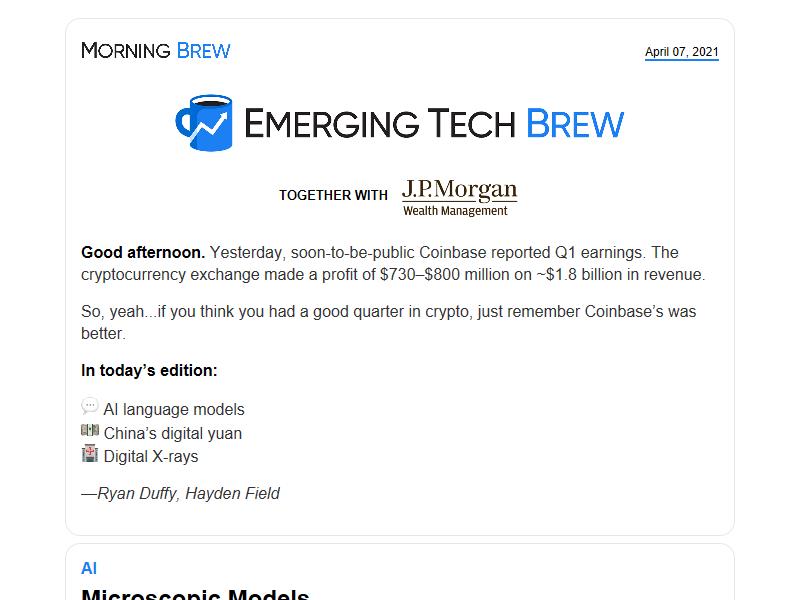 MORNING BREW
April 07, 2021
EMERGING TECH BREW
TOGETHER WITH
J.P.Morgan
Wealth Management
Good afternoon. Yesterday, soon-to-be-public Coinbase reported Q1 earnings. The
cryptocurrency exchange made a profit of $730–$800 million on ~$1.8 billion in revenue.
So, yeah...if you think you had a good quarter in crypto, just remember Coinbase’s was
better.
In today’s edition:
AI language models
China’s digital yuan
Digital X-rays
—Ryan Duffy, Hayden Field
AI
Microscopic Models